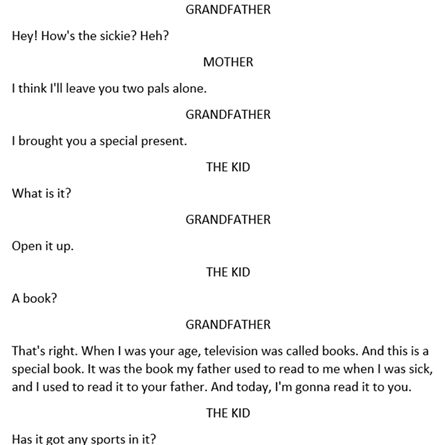 GRANDFATHER
Hey! How's the sickie? Heh?
MOTHER
I think I'll leave you two pals alone.
GRANDFATHER
I brought you a special present.
THE KID
What is it?
GRANDFATHER
Open it up.
THE KID
A book?
GRANDFATHER
That's right. When I was your age, television was called books. And this is a
special book. It was the book my father used to read to me when I was sick,
and I used to read it to your father. And today, I'm gonna read it to you.
THE KID
Has it got any sports in it?